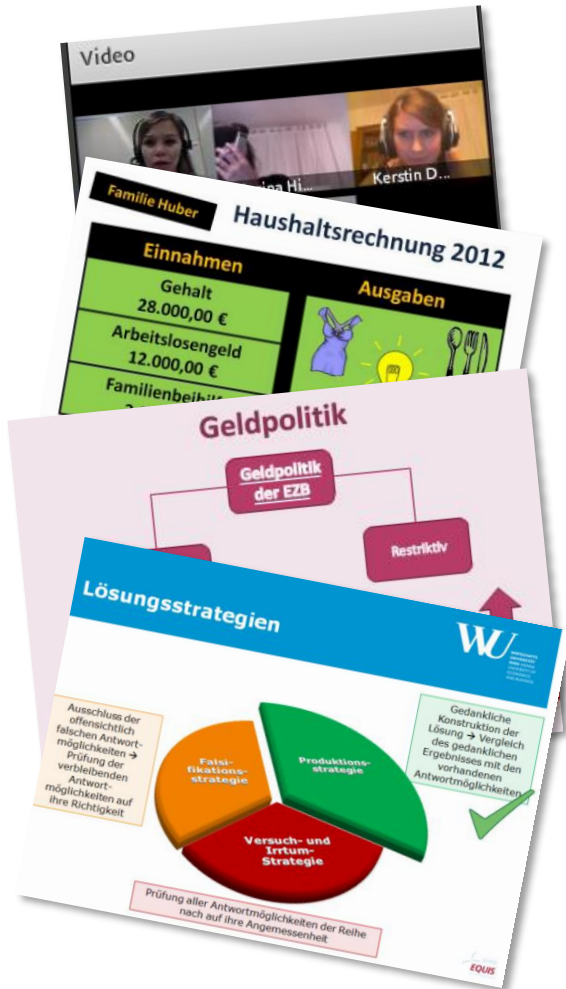 Video
Kerstin D...
Familie Huber
Haushaltsrechnung 2012
Einnahmen
Gehalt
28.000,00 €
Arbeitslosengeld
12.000,00 €
Ausgaben
Geldpolitik
Geldpolitik
der EZB
Restriktiv
Lösungsstrategien
WU
Ausschluss der
offensichtlich
falschen Antwort-
möglichkeiten →
Prüfung der
verbleibenden
Antwort-
möglichkeiten auf
ihre Richtigkeit
Falsi-
fikations-
strategie
Produktions-
strategie
Gedankliche
Konstruktion der
Lösung → Vergleich
des gedanklichen
Ergebnisses mit den
vorhandenen
Antwortmöglichkeiten
Versuch- und
Irrtum-
Strategie
Prüfung aller Antwortmöglichkeiten der Reihe
nach auf ihre Angemessenheit
EQUIS